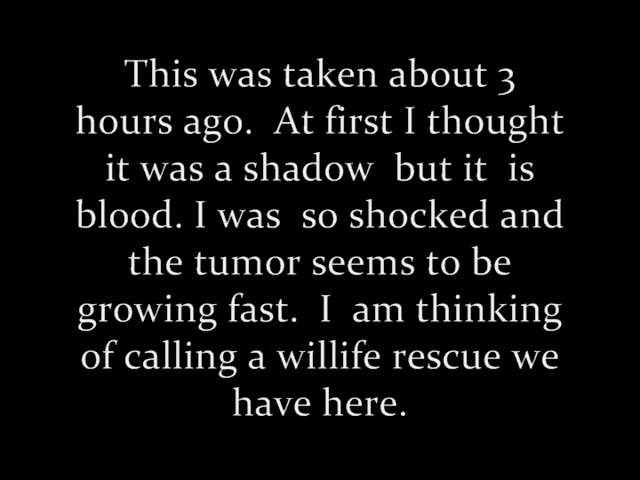 This was taken about 3
hours ago.  At first I thought
it was a shadow  but it  is
blood. I was  so shocked and
the tumor seems to be
growing fast.  I  am thinking
of calling a willife rescue we
have here.